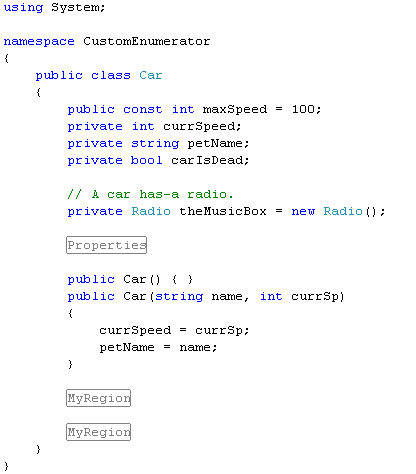 using System;
namespace CustomEnumerator
{
public class Car
{
public const int maxSpeed = 100;
private int currSpeed;
private string petName;
private bool carIsDead;
// A car has-a radio.
private Radio theMusicBox = new Radio();
Properties
public Car() { }
public Car(string name, int currSp)
{
currSpeed = currSp;
petName = name;
}
MyRegion
MyRegion
}
}